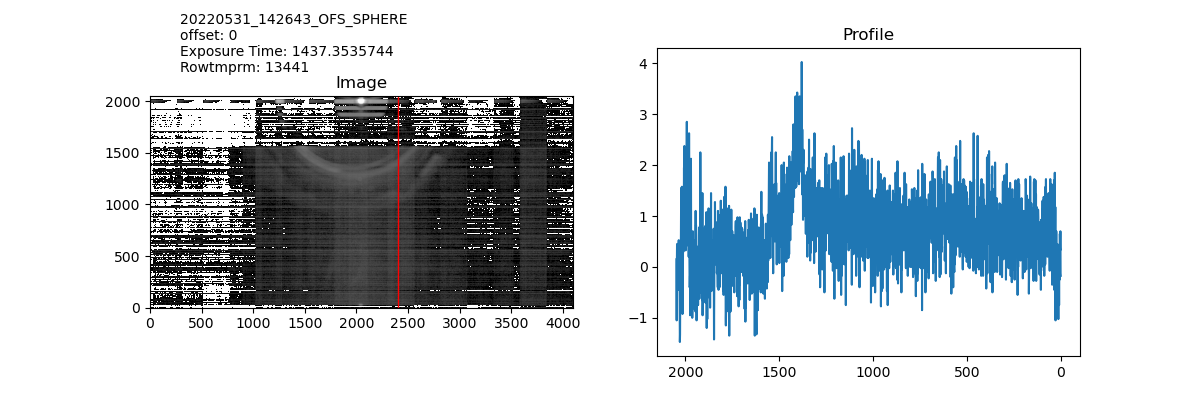 20220531_142643_OFS_SPHERE
offset: 0
Exposure Time: 1437.3535744
Rowtmprm: 13441
Image
2000
1500
1000
500
0
0 500 1000 1500 2000 2500 3000 3500 4000
Profile
4
3
2
1
0
−1
2000 1500 1000 500 0